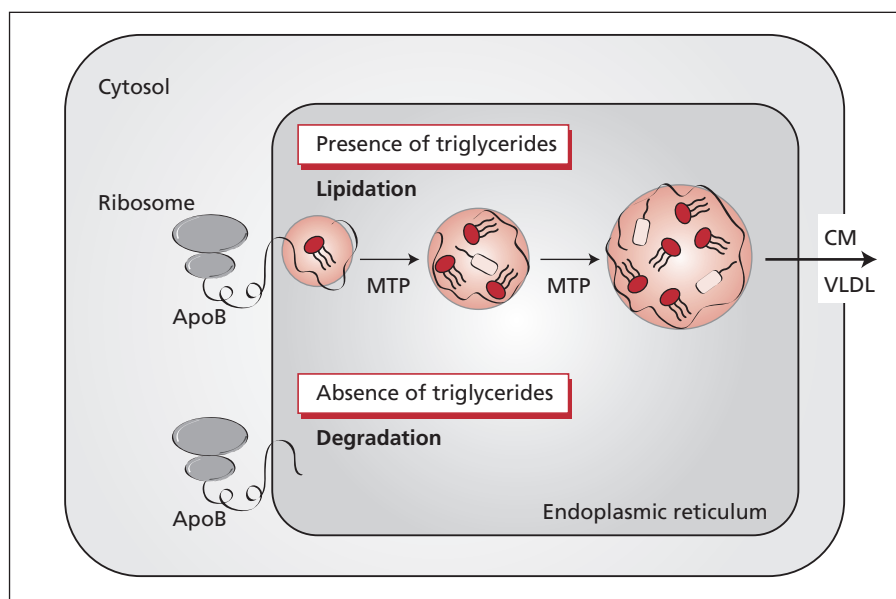 Cytosol
Presence of triglycerides
Lipidation
Ribosome
CM
MTP
MTP
VLDL
ApoB
Absence of triglycerides
Degradation
ApoB
Endoplasmic reticulum